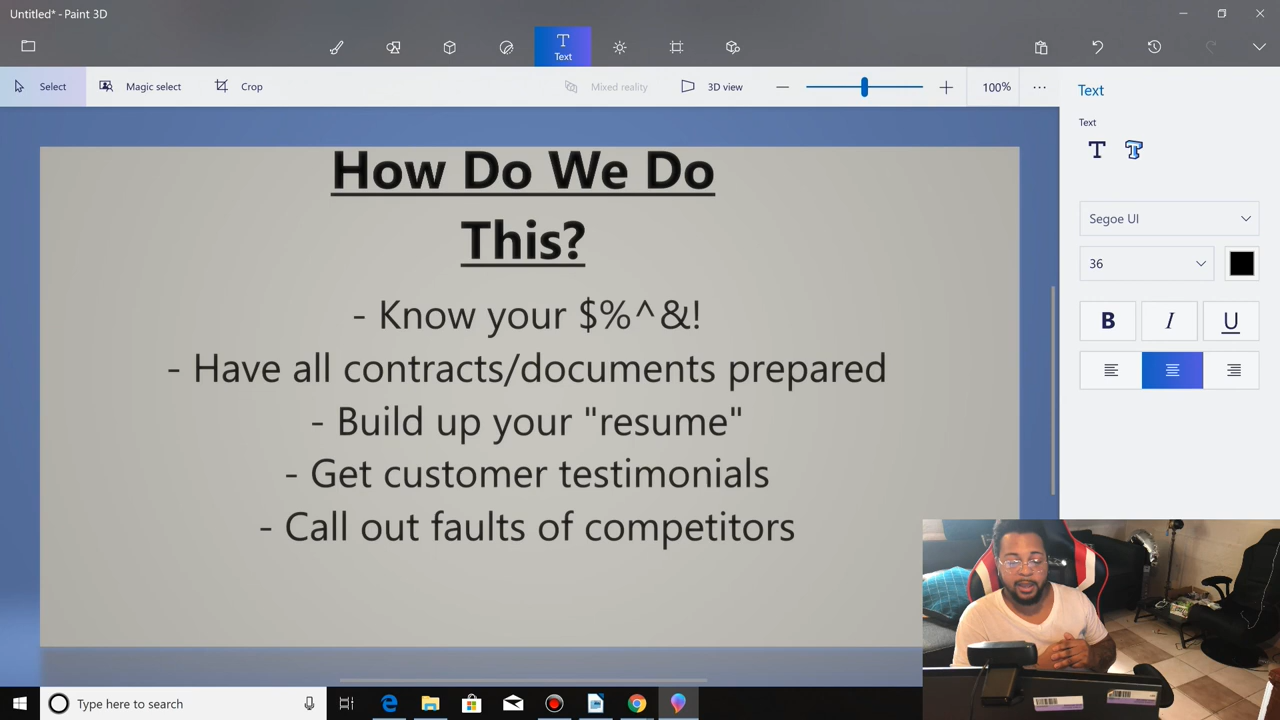 Untitled* - Paint 3D
Text
Select
Magic select
Crop
Mixed reality
3D view
100%
Text
Text
Segoe UI
36
B I U
How Do We Do
This?
- Know your $%^&!
- Have all contracts/documents prepared
- Build up your "resume"
- Get customer testimonials
- Call out faults of competitors
Type here to search